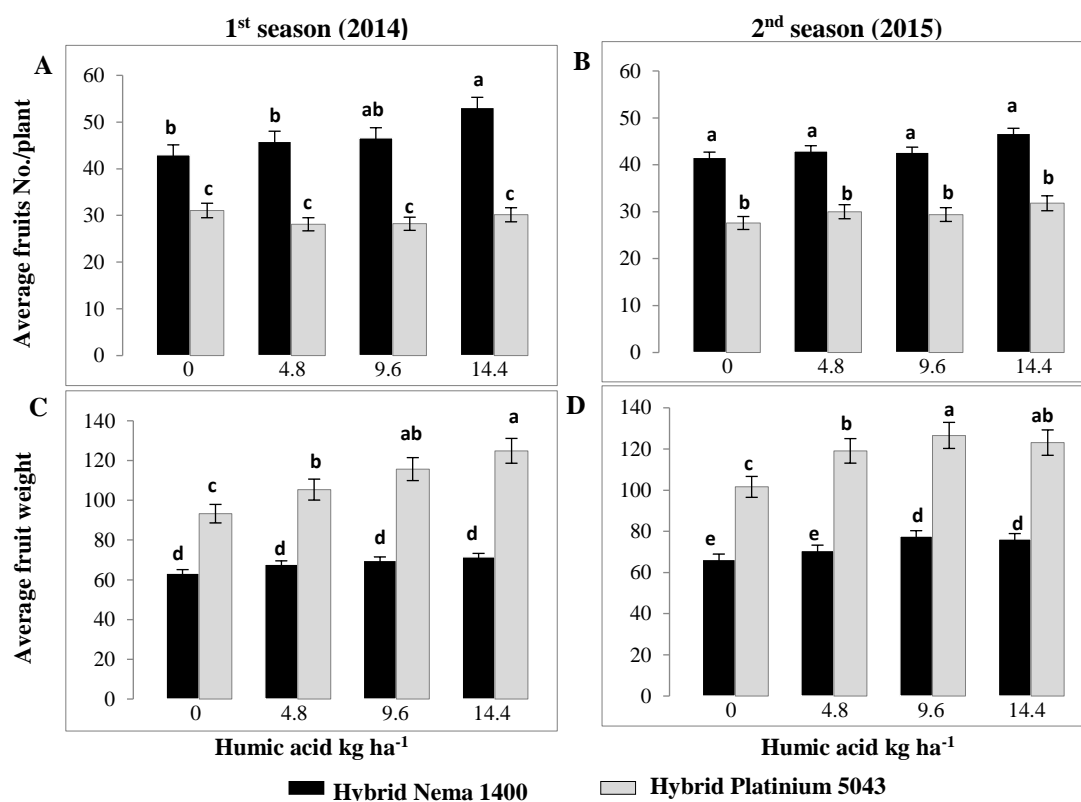 1st season (2014)
2nd season (2015)
A
Average fruits No./plant
60
50
40
30
20
10
0
b
c
b
c
ab
c
a
c
0
4.8
9.6
14.4
B
60
50
40
30
20
10
0
a
b
a
b
a
b
a
b
0
4.8
9.6
14.4
C
Average fruit weight
140
120
100
80
60
40
20
0
d
c
d
b
d
ab
d
a
0
4.8
9.6
14.4
Humic acid kg ha-1
D
140
120
100
80
60
40
20
0
e
c
e
b
d
a
d
ab
0
4.8
9.6
14.4
Humic acid kg ha-1
Hybrid Nema 1400
Hybrid Platinium 5043